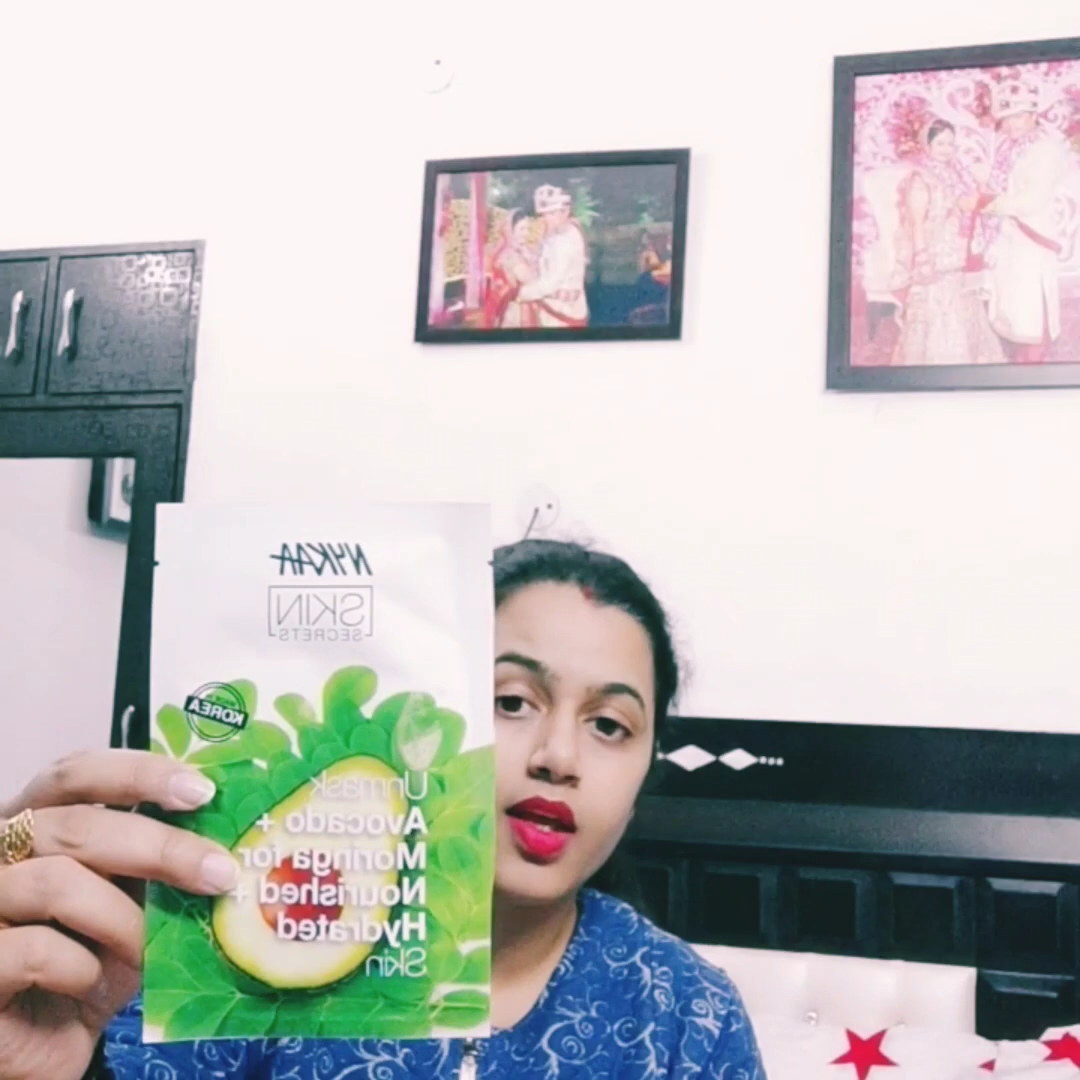 NYKAA
SKIN
SECRETS
KOREA
Unmask
Avocado +
Moringa for
Nourished +
Hydrated
Skin